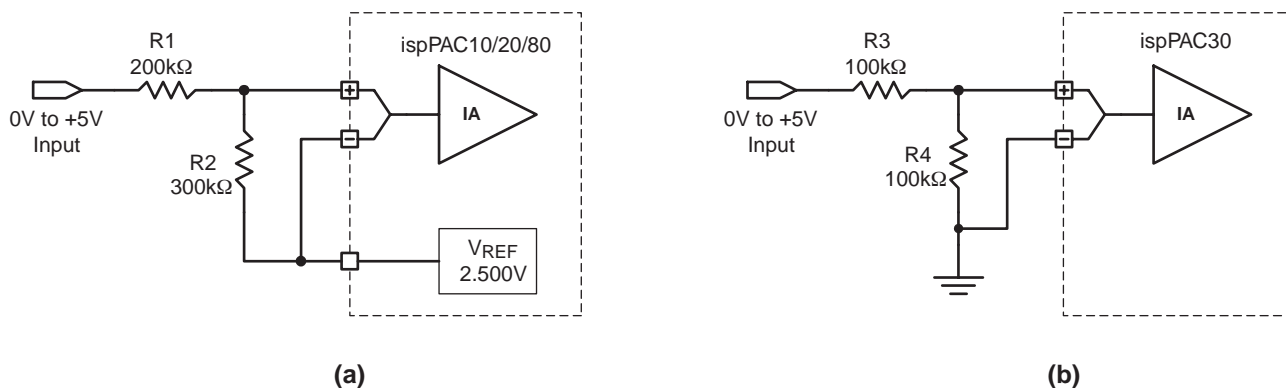 ispPAC10/20/80
R1
200kΩ
+
IA
0V to +5V
Input
−
R2
300kΩ
VREF
2.500V
(a)
ispPAC30
R3
100kΩ
+
IA
0V to +5V
Input
−
R4
100kΩ
(b)